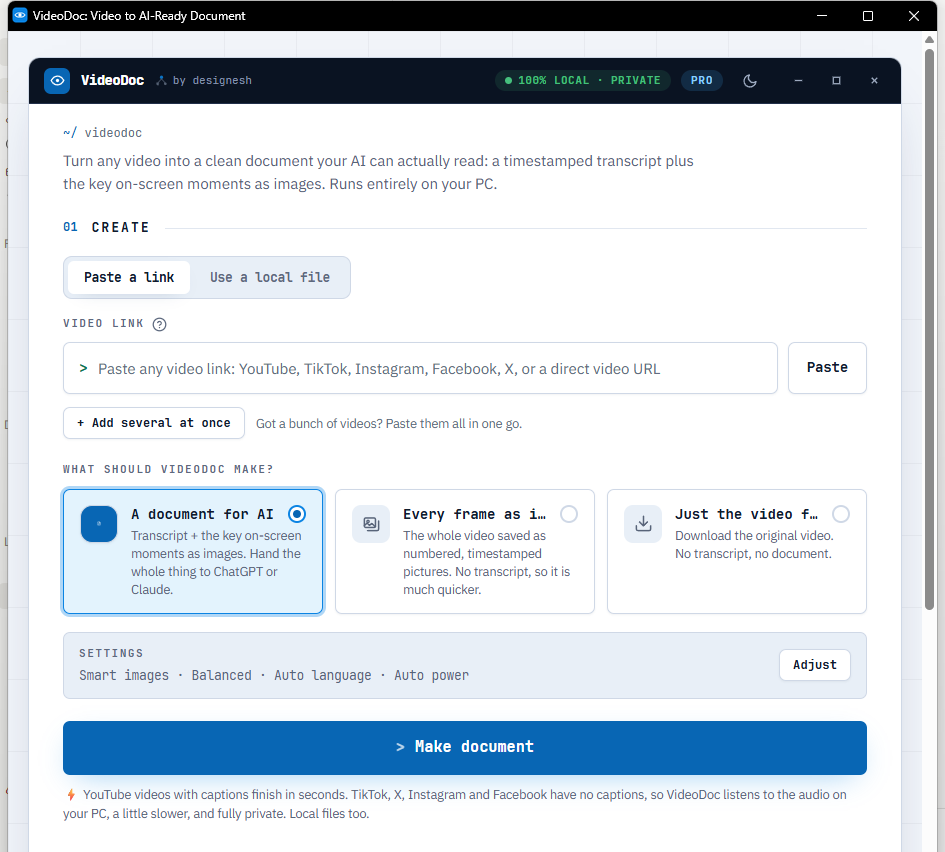 VideoDoc: Video to AI-Ready Document
VideoDoc by designesh
100% LOCAL · PRIVATE
PRO
~/ videodoc
Turn any video into a clean document your AI can actually read: a timestamped transcript plus
the key on-screen moments as images. Runs entirely on your PC.
01 CREATE
Paste a link
Use a local file
VIDEO LINK ?
> Paste any video link: YouTube, TikTok, Instagram, Facebook, X, or a direct video URL
Paste
+ Add several at once
Got a bunch of videos? Paste them all in one go.
WHAT SHOULD VIDEODOC MAKE?
A document for AI
Transcript + the key on-screen
moments as images. Hand the
whole thing to ChatGPT or
Claude.
Every frame as i…
The whole video saved as
numbered, timestamped
pictures. No transcript, so it is
much quicker.
Just the video f…
Download the original video.
No transcript, no document.
SETTINGS
Smart images · Balanced · Auto language · Auto power
Adjust
> Make document
YouTube videos with captions finish in seconds. TikTok, X, Instagram and Facebook have no captions, so VideoDoc listens to the audio on
your PC, a little slower, and fully private. Local files too.